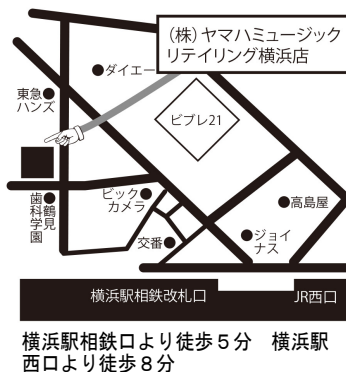 (株)ヤマハミュージック
リテイリング横浜店
ダイエー
東急
ハンズ
ビブレ21
鶴見
歯科学園
ビック
カメラ
交番
高島屋
ジョイ
ナス
横浜駅相鉄改札口
JR西口
横浜駅相鉄口より徒歩5分 横浜駅
西口より徒歩8分